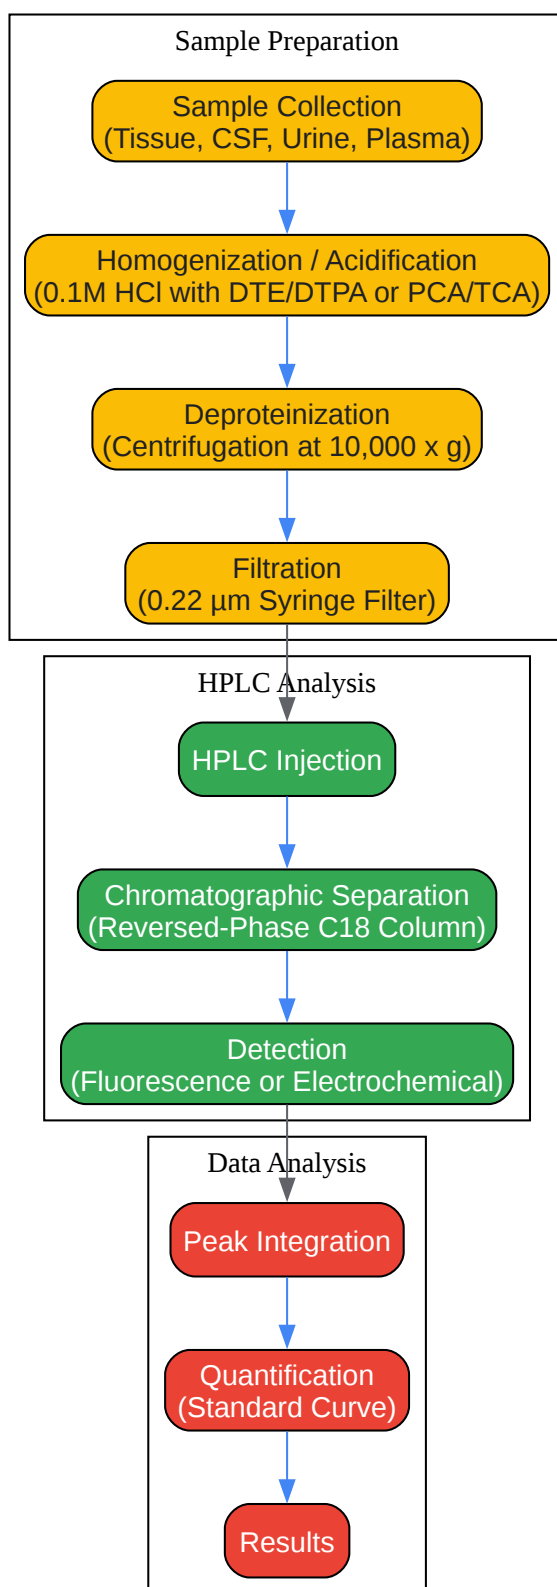 Sample Preparation
Sample Collection
(Tissue, CSF, Urine, Plasma)
Homogenization / Acidification
(0.1M HCl with DTE/DTPA or PCA/TCA)
Deproteinization
(Centrifugation at 10,000 x g)
Filtration
(0.22 µm Syringe Filter)
HPLC Analysis
HPLC Injection
Chromatographic Separation
(Reversed-Phase C18 Column)
Detection
(Fluorescence or Electrochemical)
Data Analysis
Peak Integration
Quantification
(Standard Curve)
Results